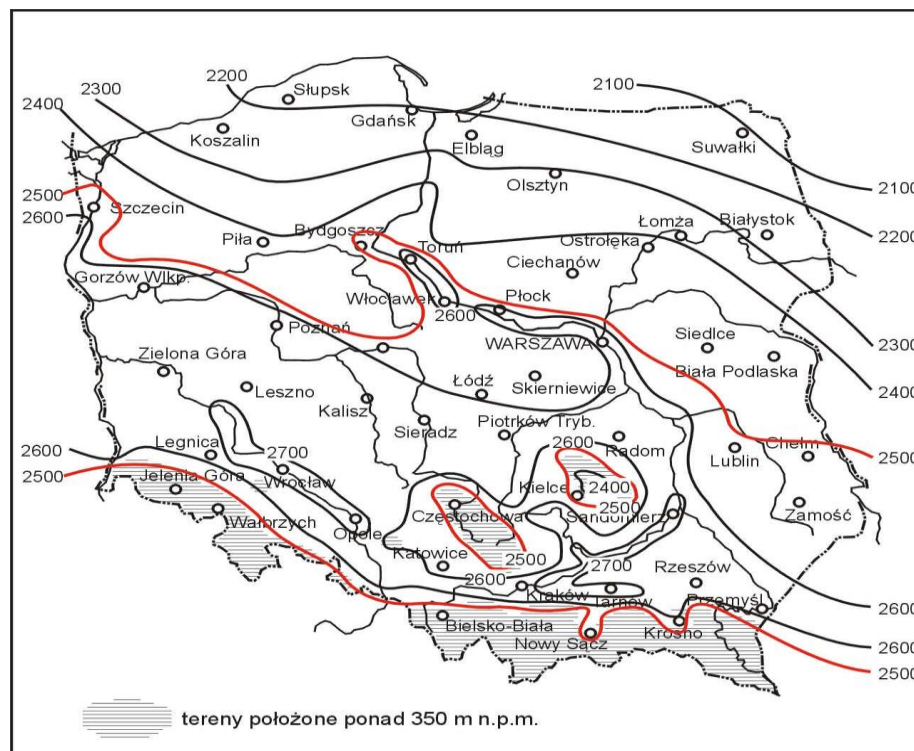 2200
Słupsk
2100
2300
2400
Gdańsk
Koszalin
Elbląg
Suwałki
Olsztyn
2100
2500
Szczecin
2600
Łomża
Białystok
2200
Bydgoszcz
Piła
Toruń
Ostrołęka
Ciechanów
Gorzów Wlkp.
Włocławek
Płock
2600
Poznań
WARSZAWA
Siedlce
2300
Zielona Góra
Biała Podlaska
Łódź
Skierniewice
2400
Leszno
Kalisz
Sieradz
Piotrków Tryb.
2600
Legnica
2600
Radom
Chełm
2500
2700
Lublin
2500
Jelenia Góra
Wrocław
Kielce
2400
2500
Wałbrzych
Częstochowa
Sandomierz
Zamość
Opole
Katowice
2500
2600
2700
Rzeszów
Kraków
Tarnów
Przemyśl
2600
Bielsko-Biała
Krosno
Nowy Sącz
2600
2500
tereny położone ponad 350 m n.p.m.